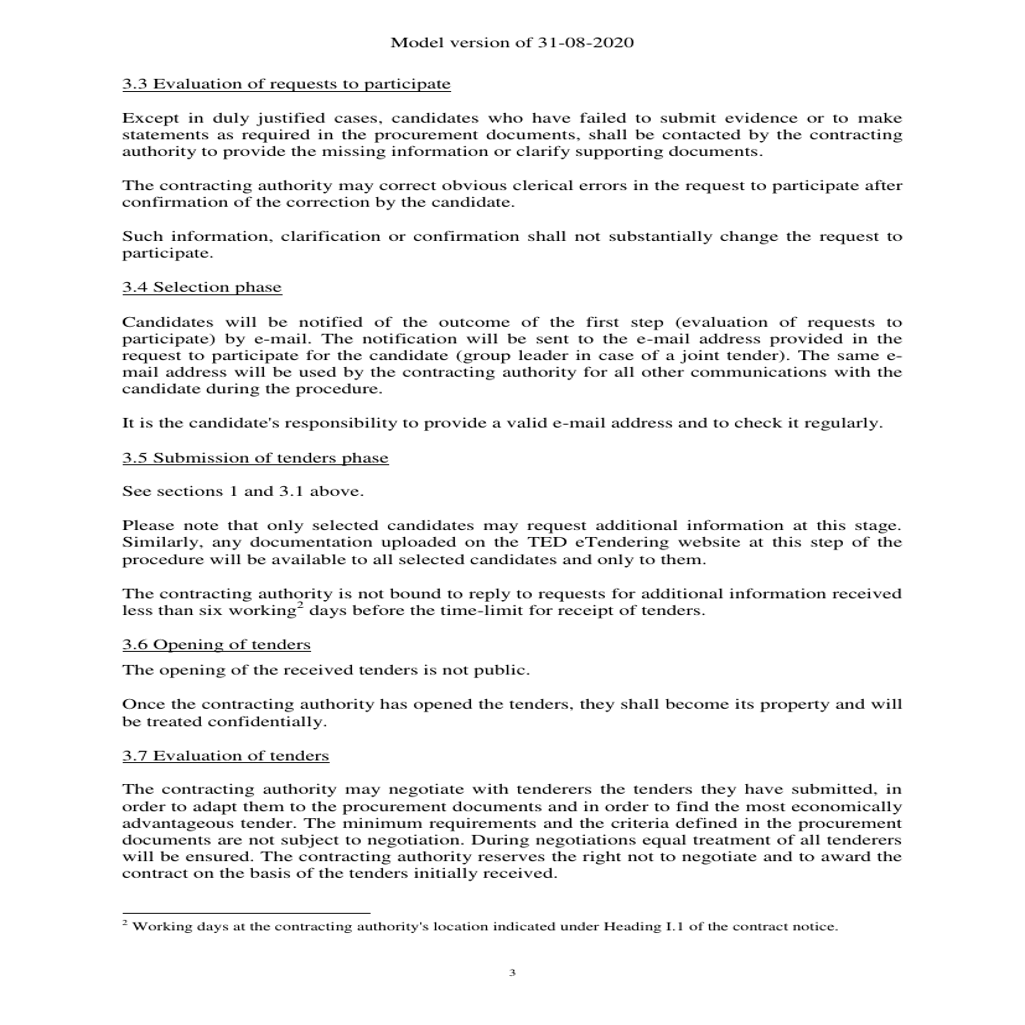 Model version of 31-08-2020
3.3 Evaluation of requests to participate
Except in duly justified cases, candidates who have failed to submit evidence or to make
statements as required in the procurement documents, shall be contacted by the contracting
authority to provide the missing information or clarify supporting documents.
The contracting authority may correct obvious clerical errors in the request to participate after
confirmation of the correction by the candidate.
Such information, clarification or confirmation shall not substantially change the request to
participate.
3.4 Selection phase
Candidates will be notified of the outcome of the first step (evaluation of requests to
participate) by e-mail. The notification will be sent to the e-mail address provided in the
request to participate for the candidate (group leader in case of a joint tender). The same e-
mail address will be used by the contracting authority for all other communications with the
candidate during the procedure.
It is the candidate's responsibility to provide a valid e-mail address and to check it regularly.
3.5 Submission of tenders phase
See sections 1 and 3.1 above.
Please note that only selected candidates may request additional information at this stage.
Similarly, any documentation uploaded on the TED eTendering website at this step of the
procedure will be available to all selected candidates and only to them.
The contracting authority is not bound to reply to requests for additional information received
less than six working² days before the time-limit for receipt of tenders.
3.6 Opening of tenders
The opening of the received tenders is not public.
Once the contracting authority has opened the tenders, they shall become its property and will
be treated confidentially.
3.7 Evaluation of tenders
The contracting authority may negotiate with tenderers the tenders they have submitted, in
order to adapt them to the procurement documents and in order to find the most economically
advantageous tender. The minimum requirements and the criteria defined in the procurement
documents are not subject to negotiation. During negotiations equal treatment of all tenderers
will be ensured. The contracting authority reserves the right not to negotiate and to award the
contract on the basis of the tenders initially received.
² Working days at the contracting authority's location indicated under Heading I.1 of the contract notice.
3